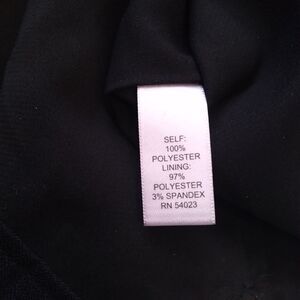 SELF:
100%
POLYESTER
LINING:
97%
POLYESTER
3% SPANDEX
RN 54023